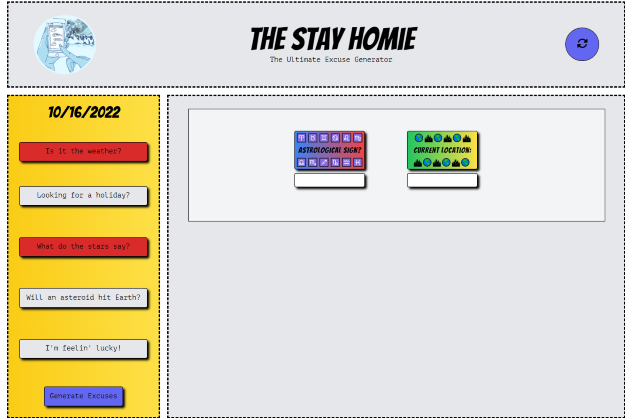 THE STAY HOMIE
The Ultimate Excuse Generator
10/16/2022
Is it the weather?
Looking for a holiday?
What do the stars say?
Will an asteroid hit Earth?
I'm feelin' lucky!
Generate Excuses
ASTROLOGICAL SIGN?
CURRENT LOCATION: